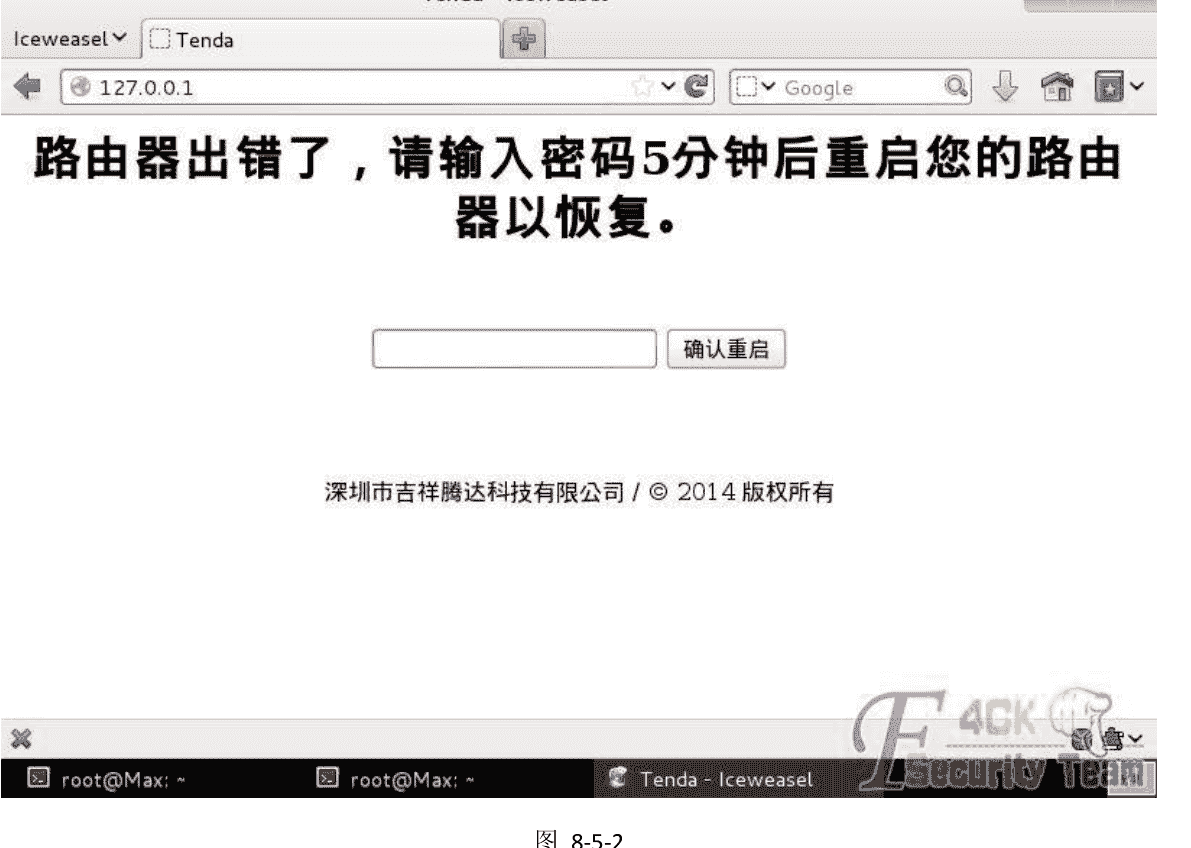 Iceweasel
Tenda
127.0.0.1
Google
路由器出错了，请输入密码5分钟后重启您的路由
器以恢复。
确认重启
深圳市吉祥腾达科技有限公司 / © 2014 版权所有
F4CK
Security Team
root@Max: ~
root@Max: ~
Tenda - Iceweasel
图 8-5-2